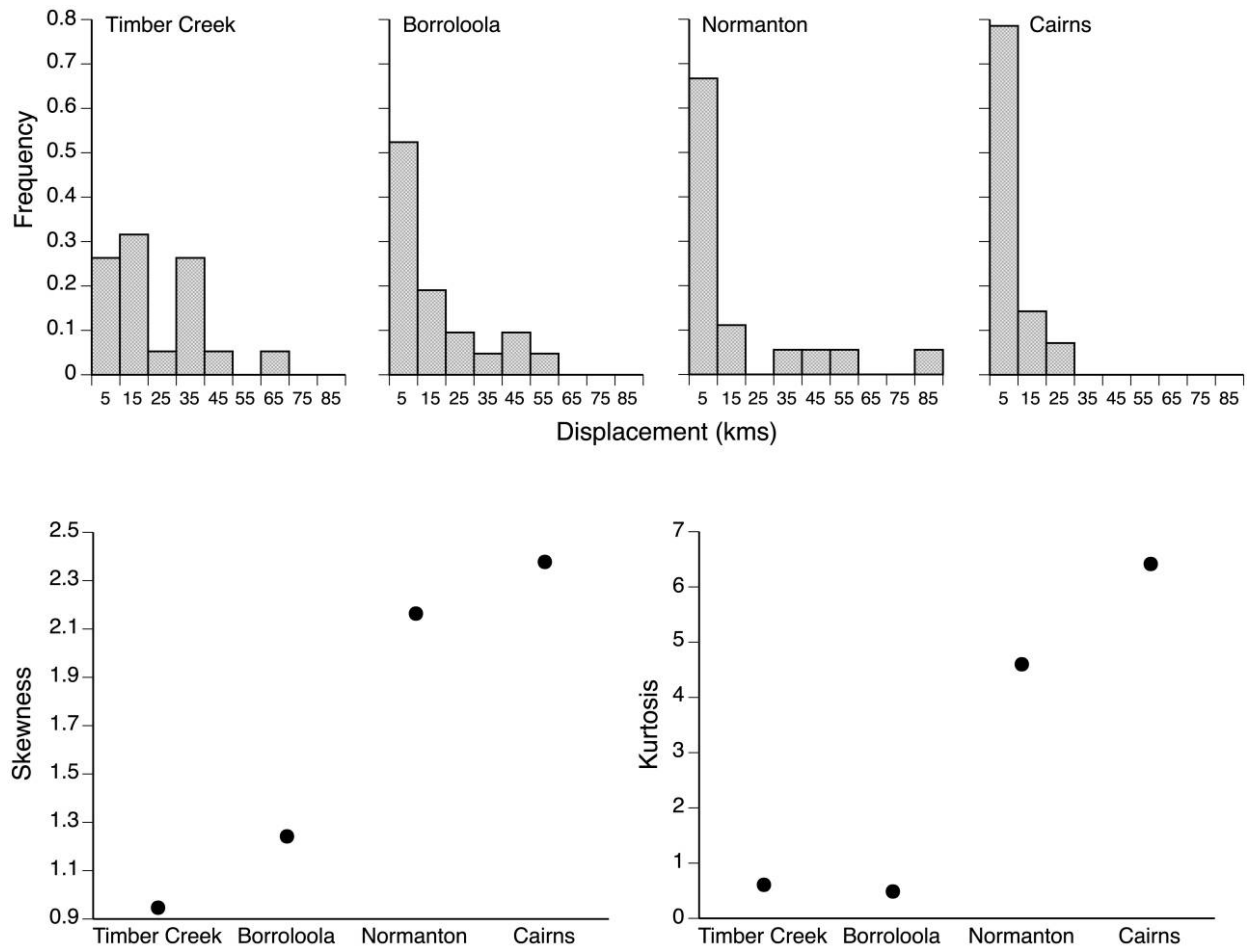 Timber Creek
Borroloola
Normanton
Cairns
Frequency
0.8
0.7
0.6
0.5
0.4
0.3
0.2
0.1
0
5 15 25 35 45 55 65 75 85
5 15 25 35 45 55 65 75 85
5 15 25 35 45 55 65 75 85
5 15 25 35 45 55 65 75 85
Displacement (kms)
Skewness
2.5
2.3
2.1
1.9
1.7
1.5
1.3
1.1
0.9
Timber Creek Borroloola Normanton Cairns
Kurtosis
7
6
5
4
3
2
1
0
Timber Creek Borroloola Normanton Cairns